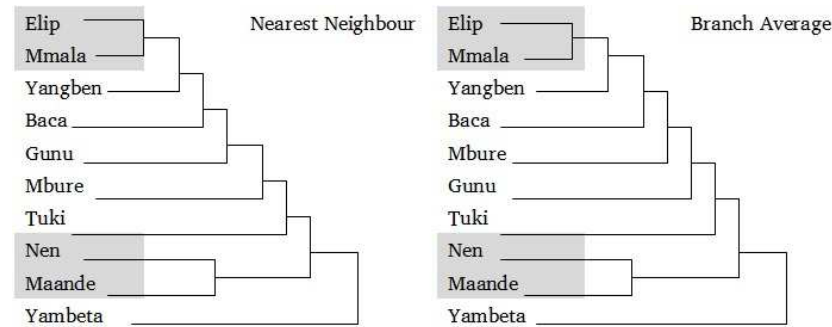 Nearest Neighbour
Elip
Mmala
Yangben
Baca
Gunu
Mbure
Tuki
Nen
Maande
Yambeta
Branch Average
Elip
Mmala
Yangben
Baca
Mbure
Gunu
Tuki
Nen
Maande
Yambeta